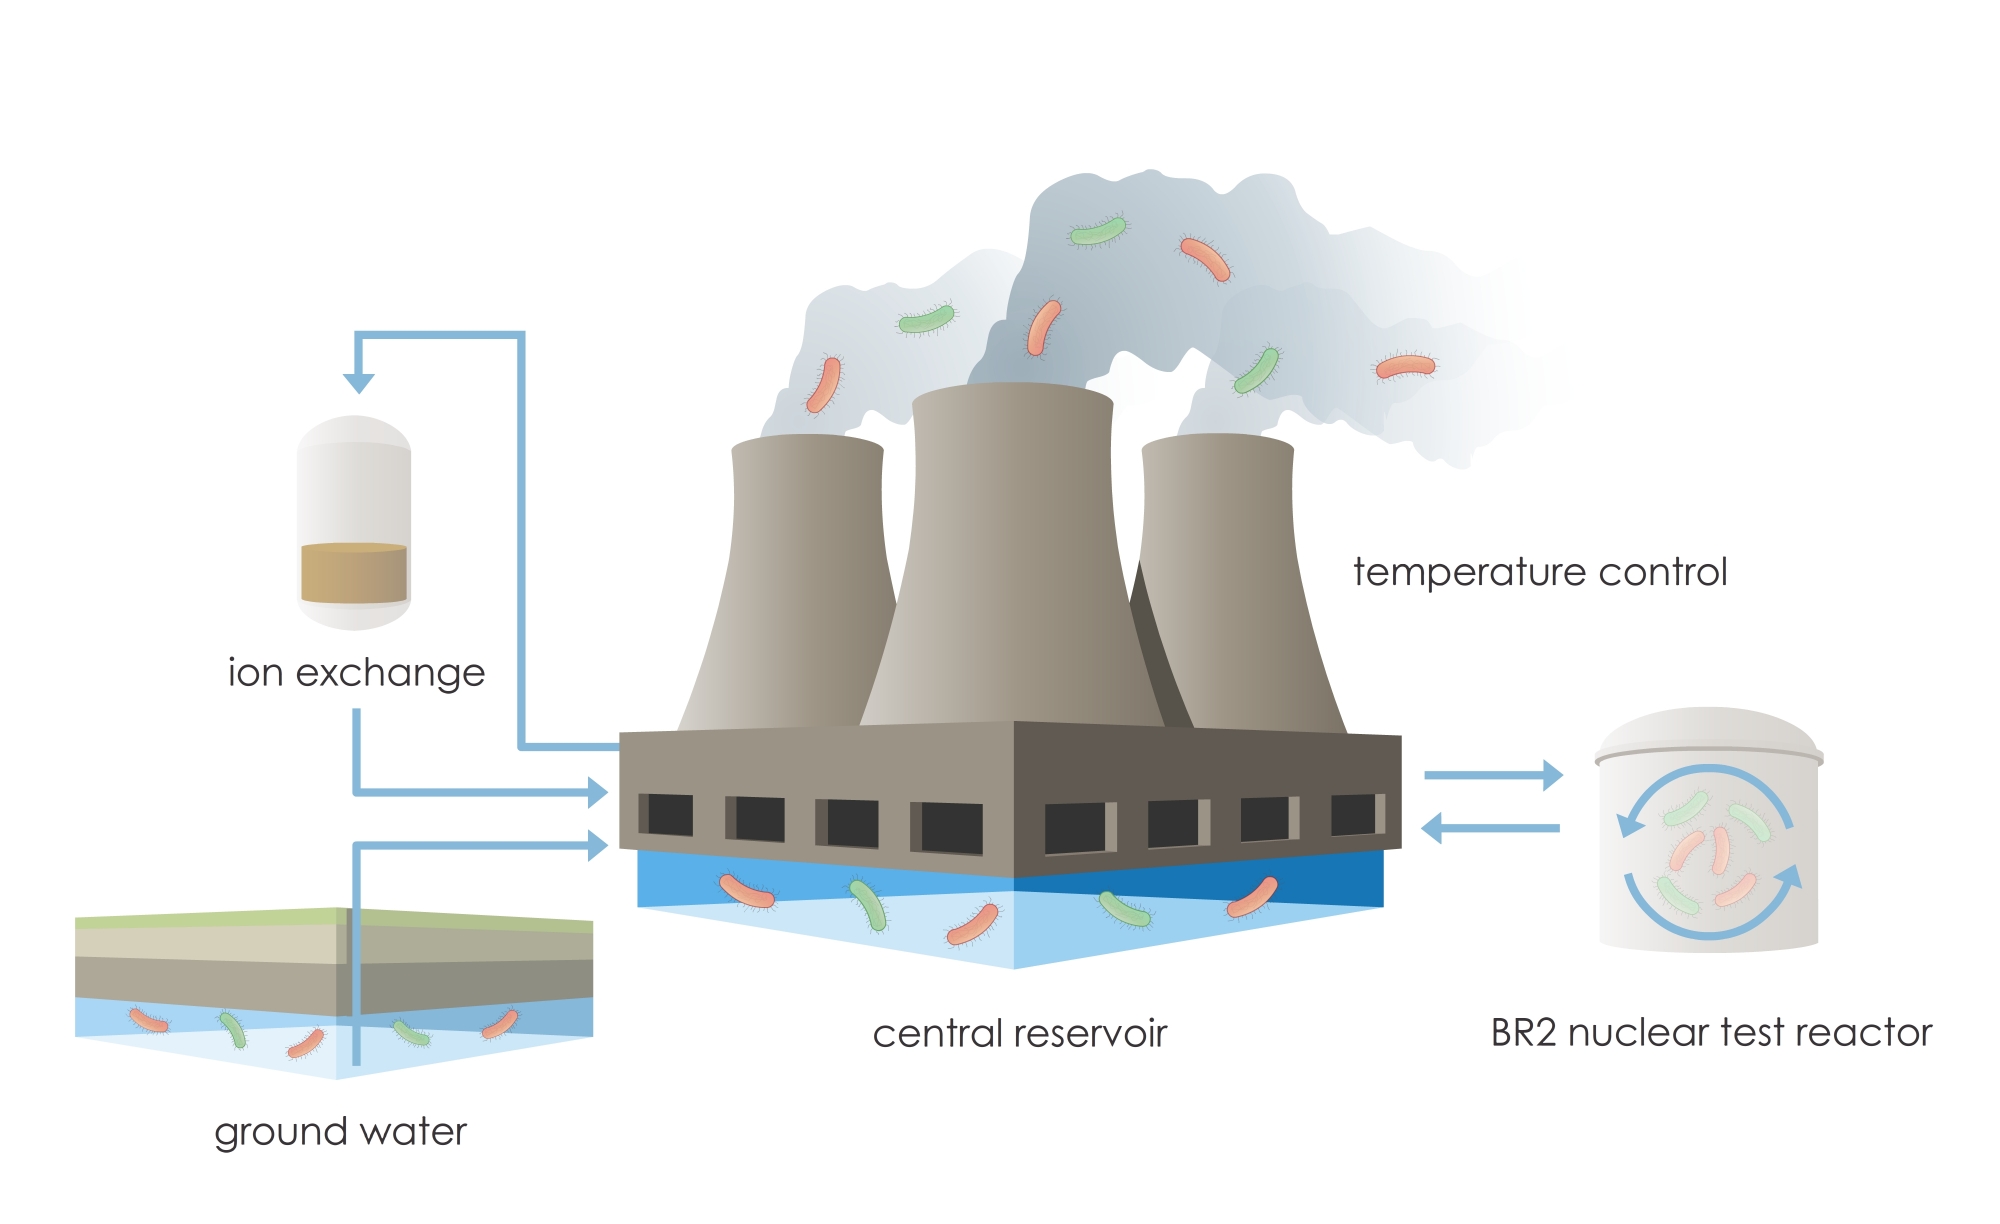 temperature control
ion exchange
central reservoir
BR2 nuclear test reactor
ground water